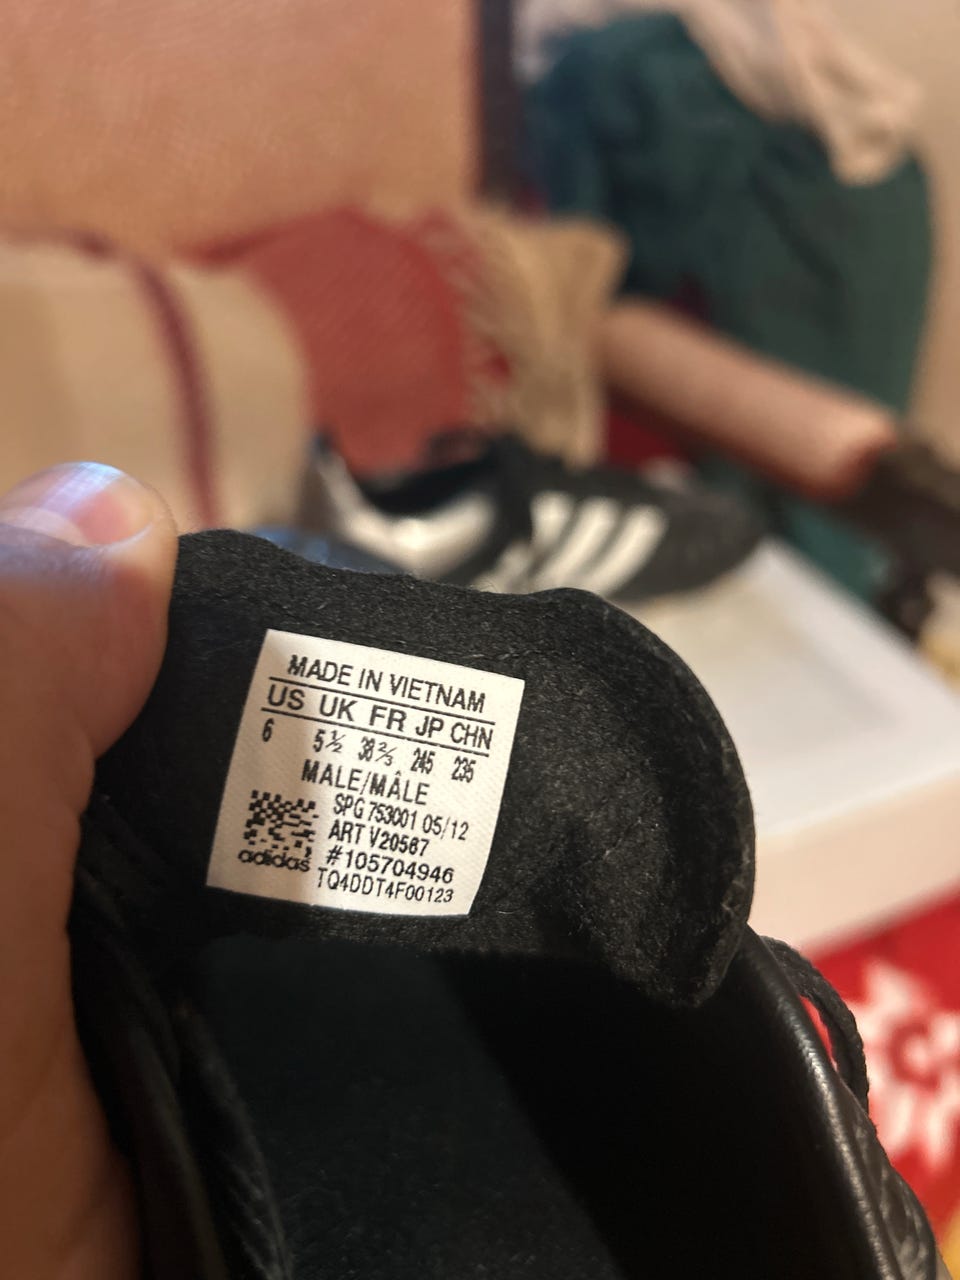 MADE IN VIETNAM
US UK FR JP CHN
6 5½ 38⅔ 245 235
MALE/MÂLE
SPG 753001 05/12
ART V20567
#105704946
TQ4DDT4F00123
adidas